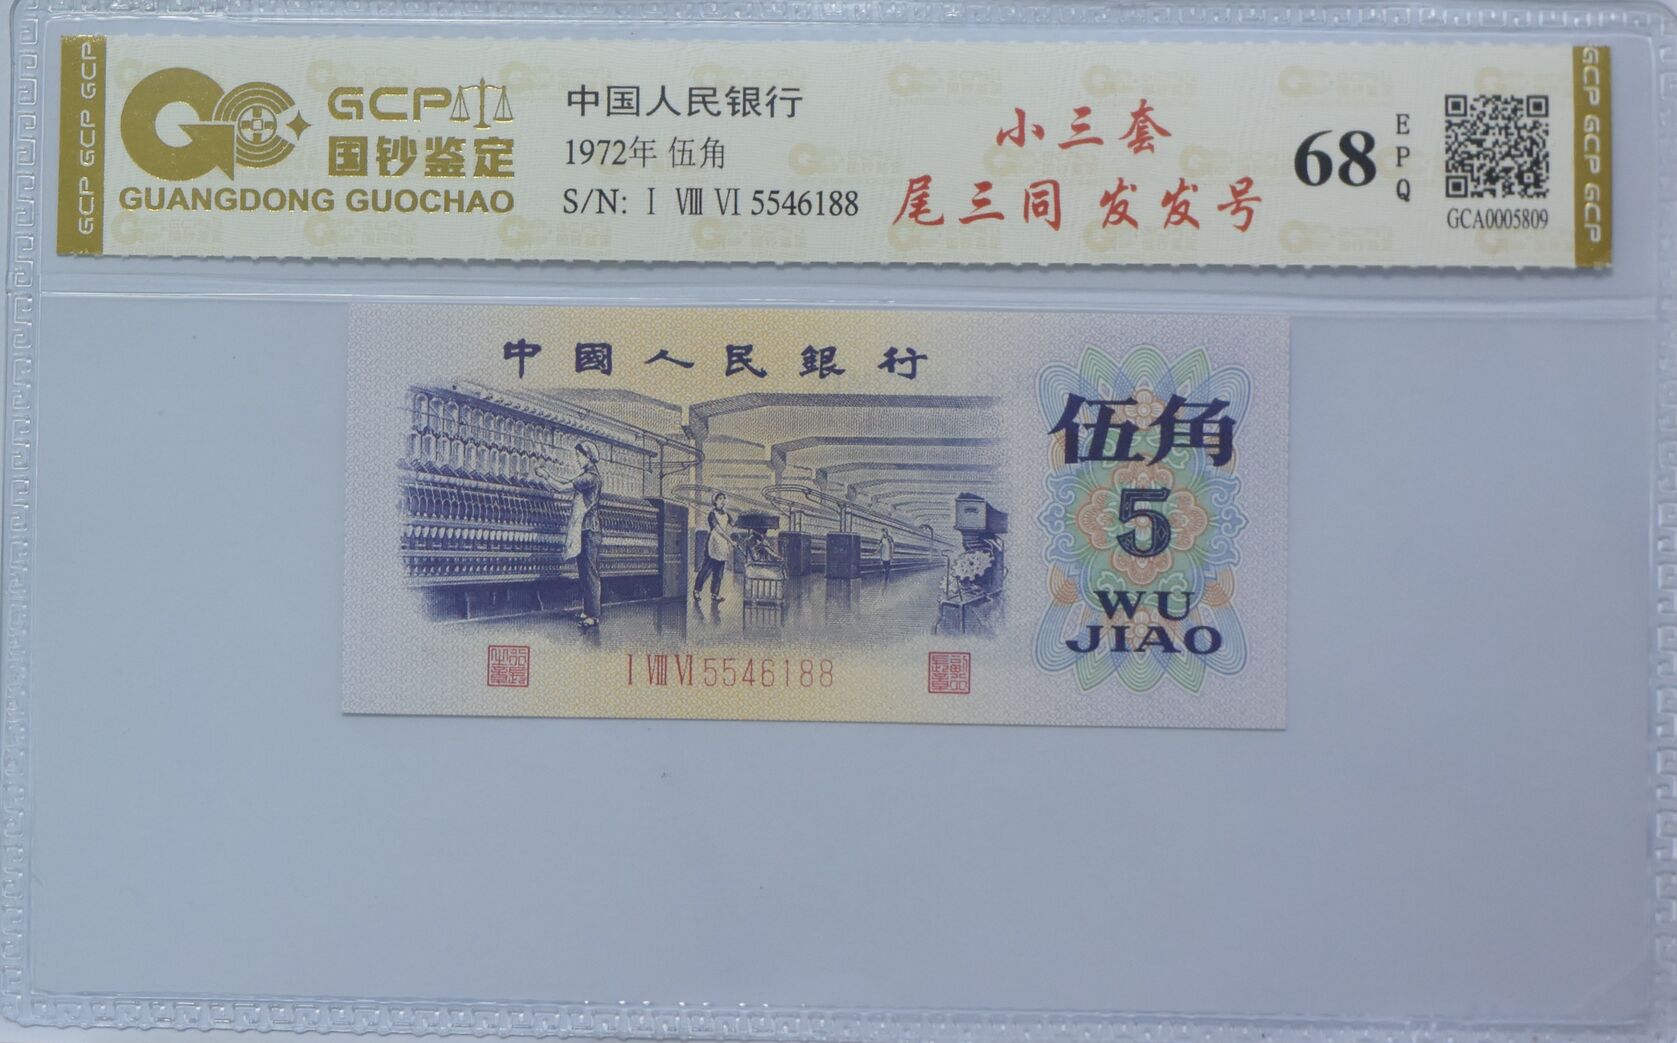 GCP GCP GCP
GCP
国钞鉴定
GUANGDONG GUOCHAO
中国人民银行
1972年 伍角
S/N: I VIII VI 5546188
小三套
尾三同 发发号
68
EPQ
GCA0005809
GCP GCP GCP
中國人民銀行
伍角
5
WU
JIAO
I VIII VI 5546188